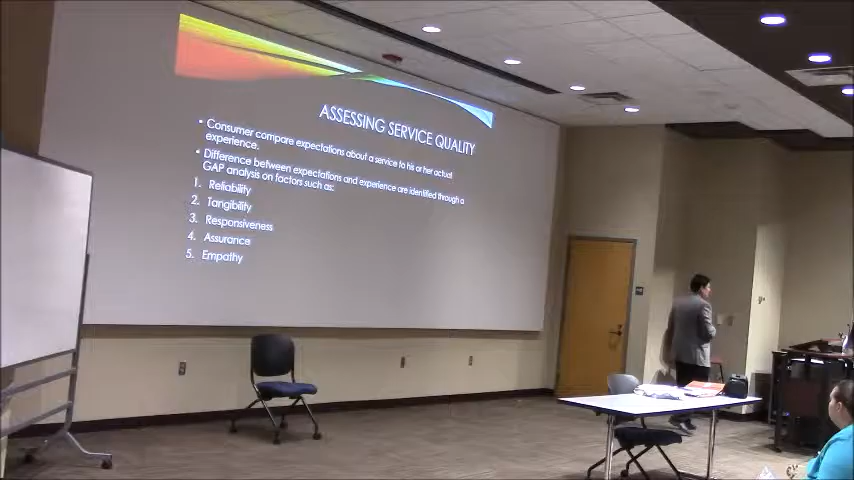 ASSESSING SERVICE QUALITY
• Consumer compare expectations about a service to his or her actual
experience.
• Difference between expectations and experience are identified through a
GAP analysis on factors such as:
1. Reliability
2. Tangibility
3. Responsiveness
4. Assurance
5. Empathy